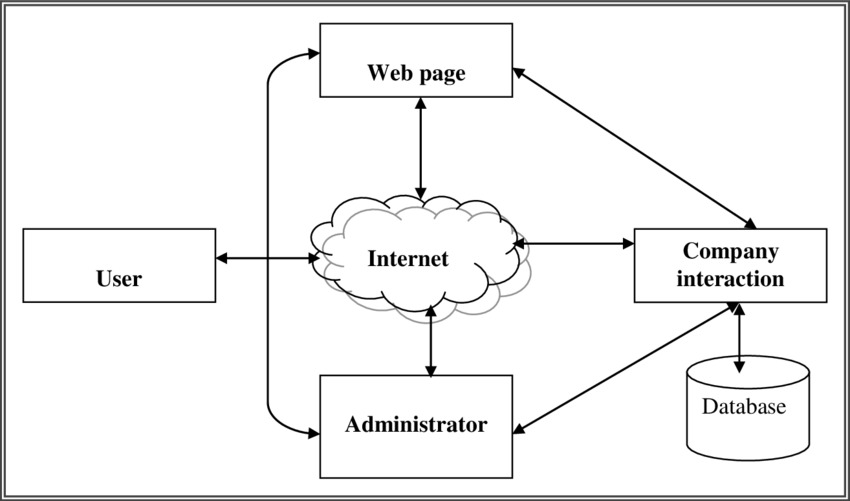 Web page
User
Internet
Company
interaction
Administrator
Database